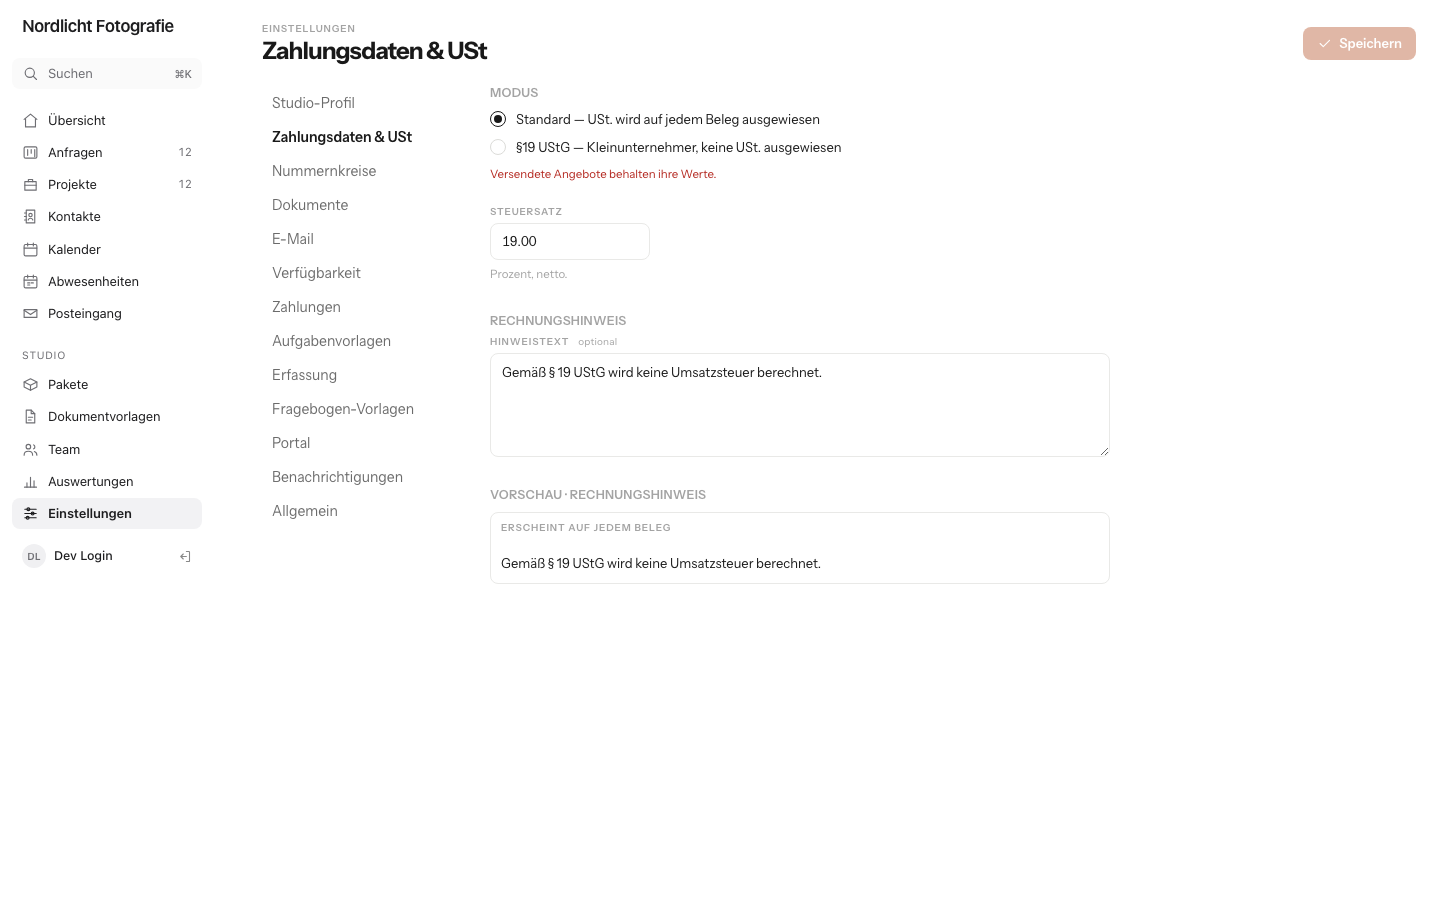 Nordlicht Fotografie
Suchen ⌘K
Übersicht
Anfragen 12
Projekte 12
Kontakte
Kalender
Abwesenheiten
Posteingang
STUDIO
Pakete
Dokumentvorlagen
Team
Auswertungen
Einstellungen
DL Dev Login
EINSTELLUNGEN
Zahlungsdaten & USt
Speichern
Studio-Profil
Zahlungsdaten & USt
Nummernkreise
Dokumente
E-Mail
Verfügbarkeit
Zahlungen
Aufgabenvorlagen
Erfassung
Fragebogen-Vorlagen
Portal
Benachrichtigungen
Allgemein
MODUS
Standard — USt. wird auf jedem Beleg ausgewiesen
§19 UStG — Kleinunternehmer, keine USt. ausgewiesen
Versendete Angebote behalten ihre Werte.
STEUERSATZ
19.00
Prozent, netto.
RECHNUNGSHINWEIS
HINWEISTEXT optional
Gemäß § 19 UStG wird keine Umsatzsteuer berechnet.
VORSCHAU · RECHNUNGSHINWEIS
ERSCHEINT AUF JEDEM BELEG
Gemäß § 19 UStG wird keine Umsatzsteuer berechnet.